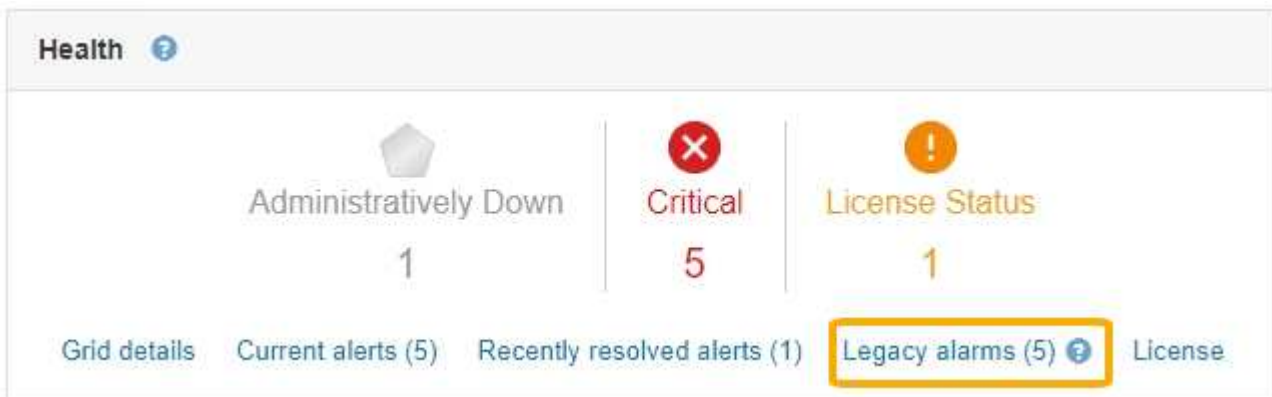 Health
Administratively Down Critical License Status
1 5 1
Grid details Current alerts (5) Recently resolved alerts (1) Legacy alarms (5) License